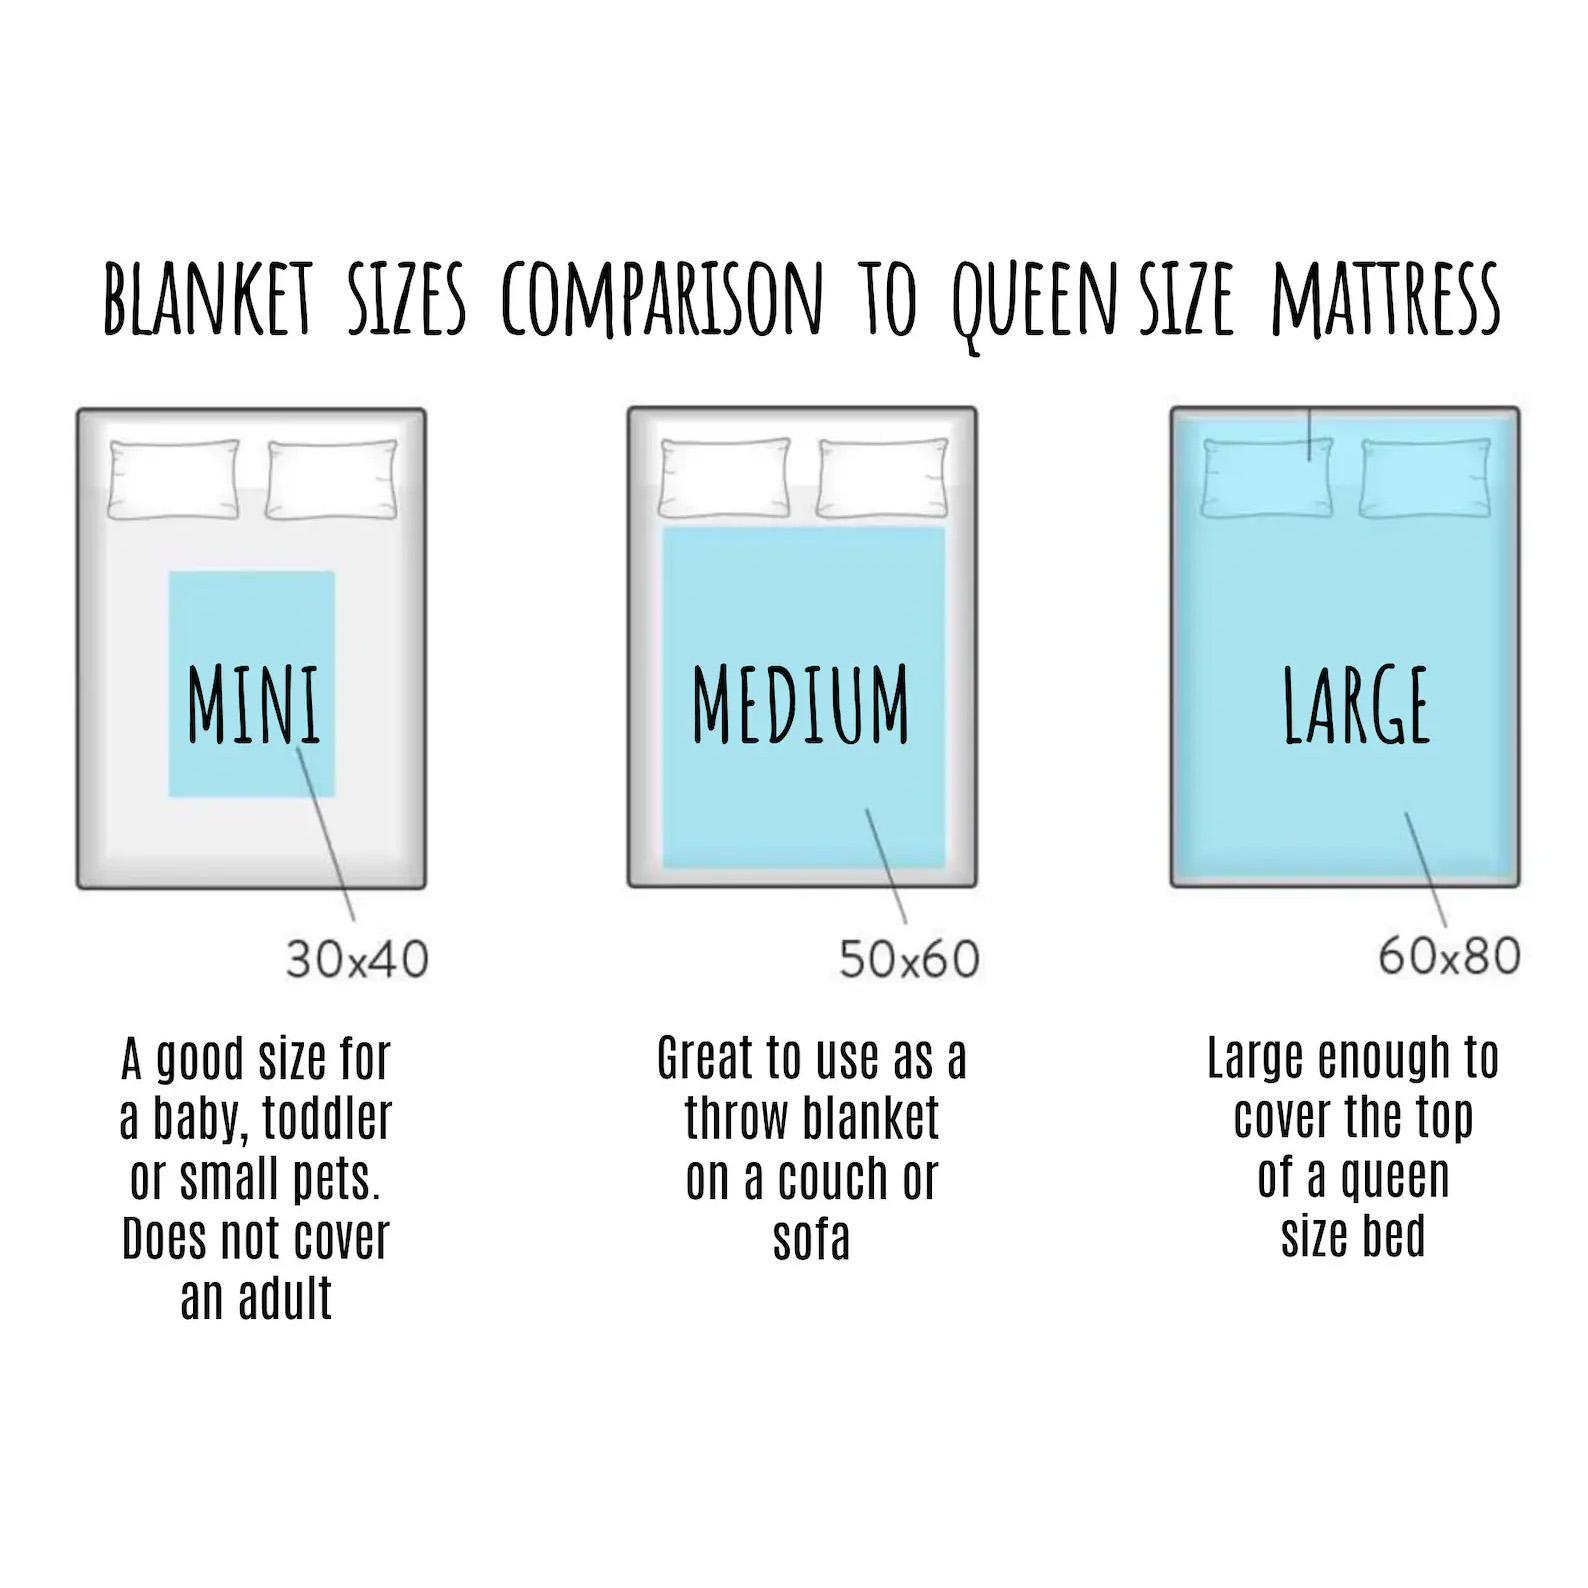 BLANKET SIZES COMPARISON TO QUEEN SIZE MATTRESS
MINI
MEDIUM
LARGE
30x40
50x60
60x80
A good size for
a baby, toddler
or small pets.
Does not cover
an adult
Great to use as a
throw blanket
on a couch or
sofa
Large enough to
cover the top
of a queen
size bed